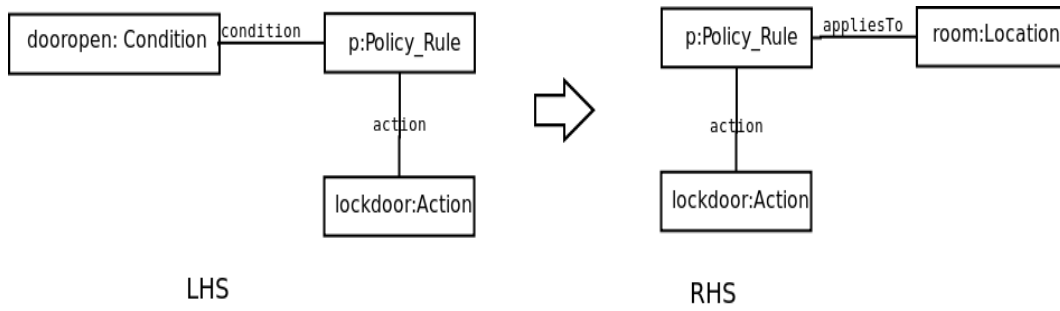 dooropen: Condition
condition
p:Policy_Rule
action
lockdoor:Action
LHS
p:Policy_Rule
appliesTo
room:Location
action
lockdoor:Action
RHS